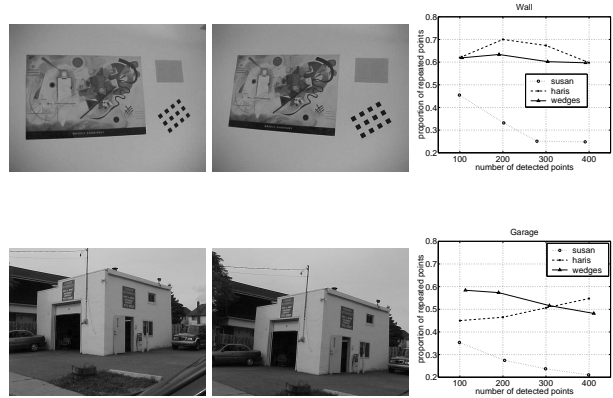 Wall
0.8
0.7
0.6
0.5
0.4
0.3
0.2
proportion of repeated points
susan
haris
wedges
100 200 300 400
number of detected points
Garage
0.8
0.7
0.6
0.5
0.4
0.3
0.2
proportion of repeated points
susan
haris
wedges
100 200 300 400
number of detected points